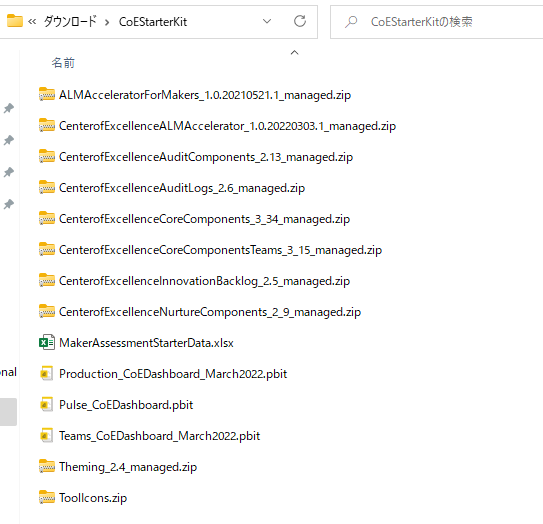 « ダウンロード › CoEStarterKit
CoEStarterKitの検索
名前
ALMAcceleratorForMakers_1.0.20210521.1_managed.zip
CenterofExcellenceALMAccelerator_1.0.20220303.1_managed.zip
CenterofExcellenceAuditComponents_2.13_managed.zip
CenterofExcellenceAuditLogs_2.6_managed.zip
CenterofExcellenceCoreComponents_3_34_managed.zip
CenterofExcellenceCoreComponentsTeams_3_15_managed.zip
CenterofExcellenceInnovationBacklog_2.5_managed.zip
CenterofExcellenceNurtureComponents_2_9_managed.zip
MakerAssessmentStarterData.xlsx
onal
Production_CoEDashboard_March2022.pbit
Pulse_CoEDashboard.pbit
Teams_CoEDashboard_March2022.pbit
Theming_2.4_managed.zip
ToolIcons.zip